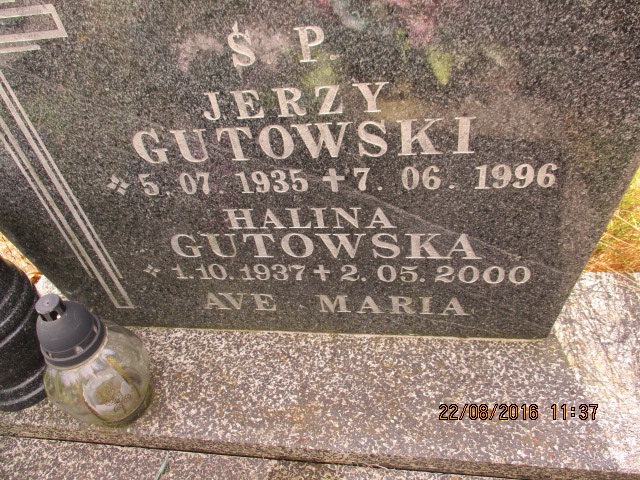 Ś P.
JERZY
GUTOWSKI
5. 07. 1935 + 7. 06. 1996
HALINA
GUTOWSKA
1. 10. 1937 + 2. 05. 2000
AVE MARIA
22/08/2016 11:37